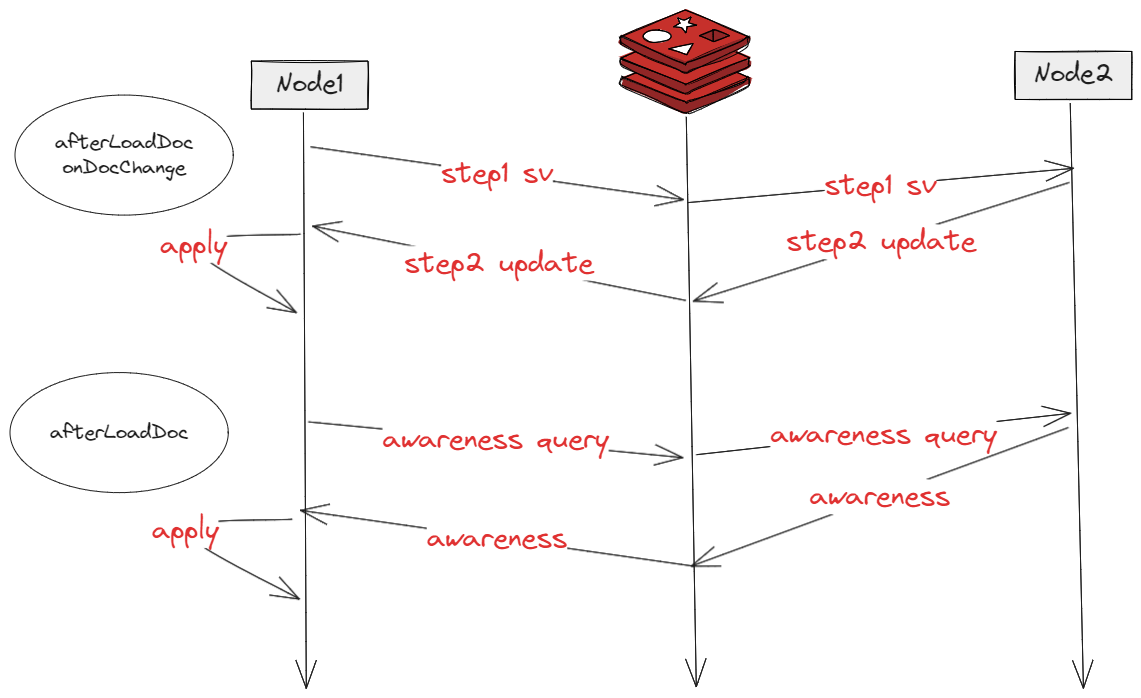 Node1
Node2
afterLoadDoc
onDocChange
step1 sv
step1 sv
step2 update
apply
step2 update
afterLoadDoc
awareness query
awareness query
awareness
apply
awareness